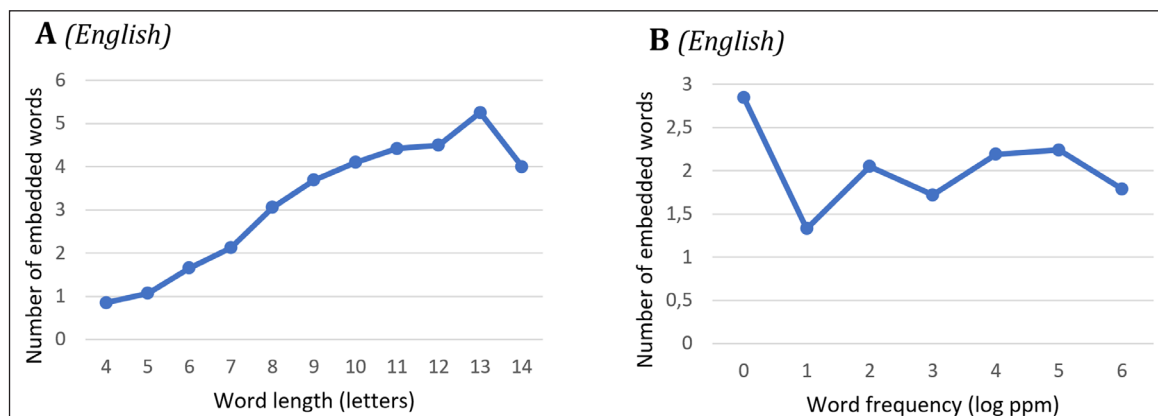 A (English)
Number of embedded words
6
5
4
3
2
1
0
4 5 6 7 8 9 10 11 12 13 14
Word length (letters)
B (English)
Number of embedded words
3
2,5
2
1,5
1
0,5
0
0 1 2 3 4 5 6
Word frequency (log ppm)